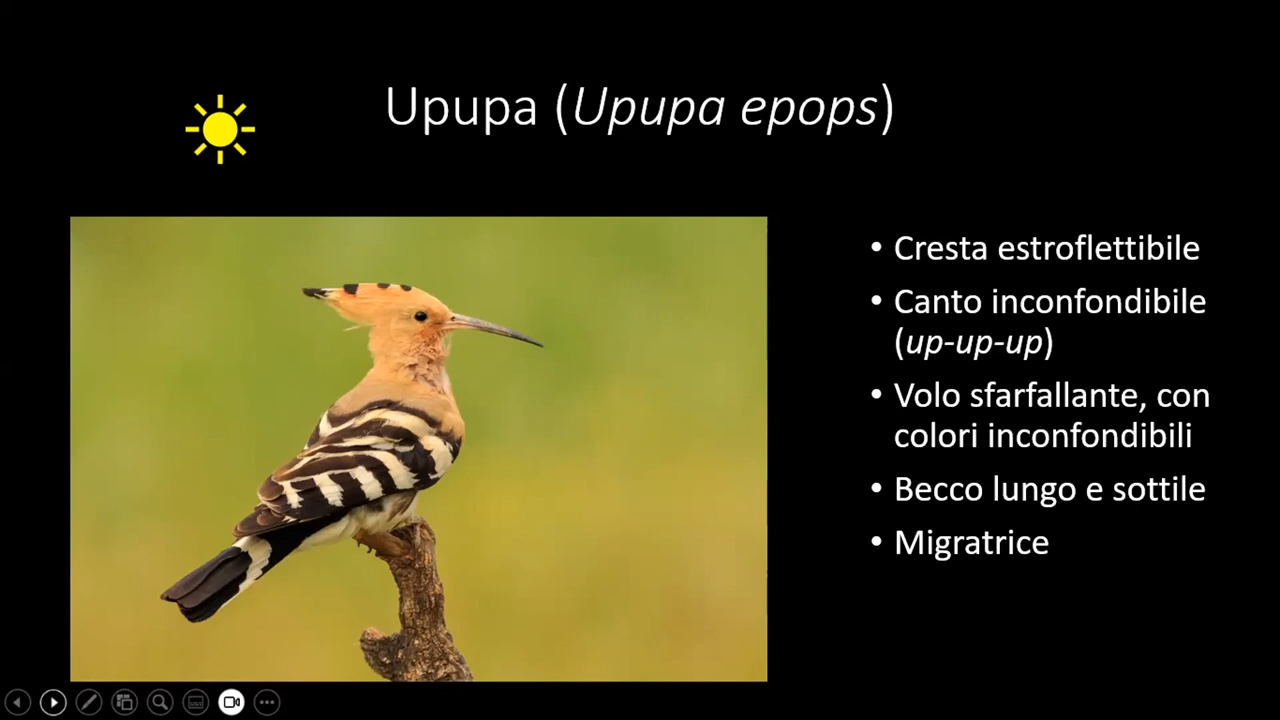 Upupa (Upupa epops)
• Cresta estroflettibile
• Canto inconfondibile
(up-up-up)
• Volo sfarfallante, con
colori inconfondibili
• Becco lungo e sottile
• Migratrice